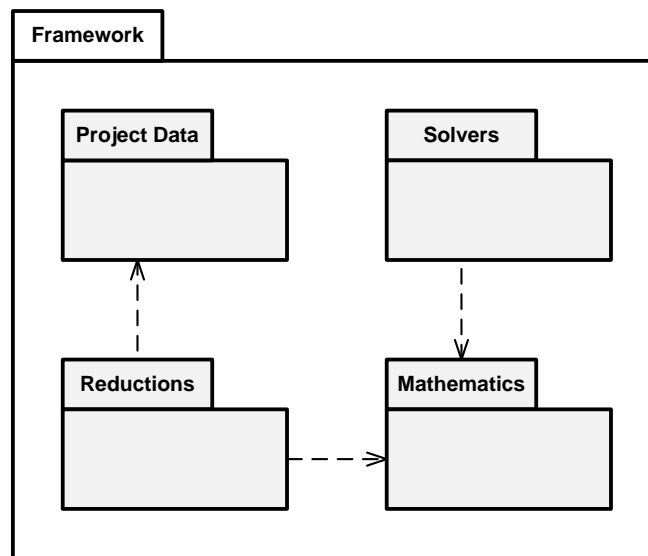 Framework
Project Data
Solvers
Reductions
Mathematics